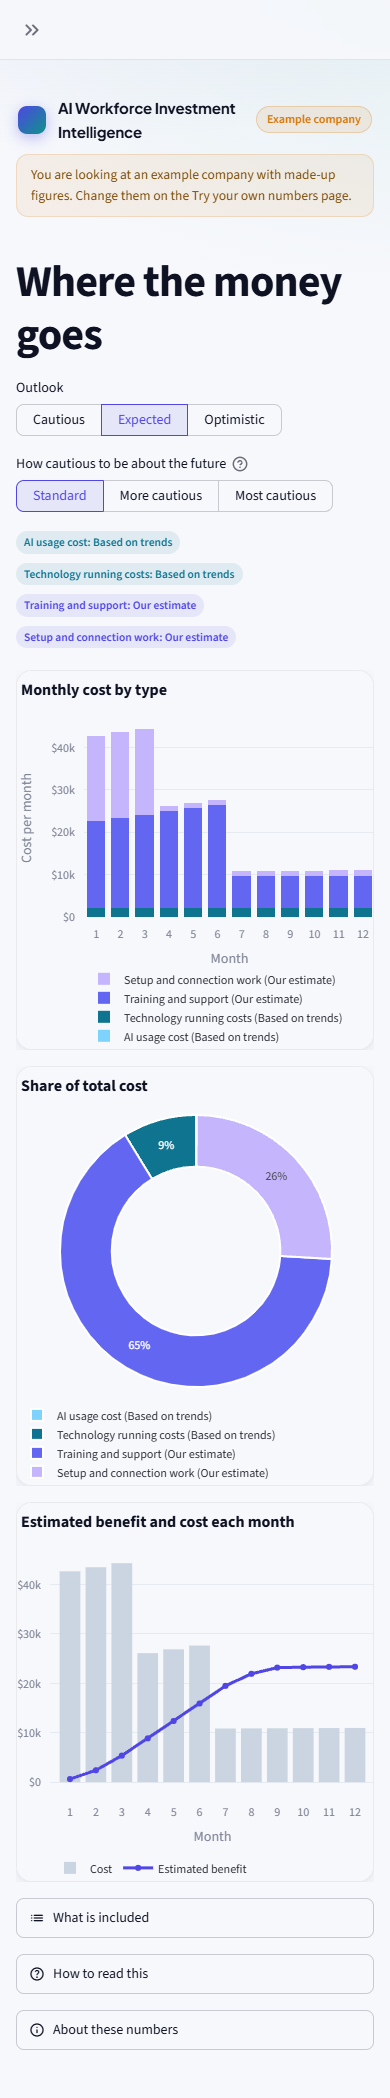 AI Workforce Investment
Intelligence
Example company
You are looking at an example company with made-up
figures. Change them on the Try your own numbers page.
Where the money
goes
Outlook
Cautious Expected Optimistic
How cautious to be about the future
Standard More cautious Most cautious
AI usage cost: Based on trends
Technology running costs: Based on trends
Training and support: Our estimate
Setup and connection work: Our estimate
Monthly cost by type
Cost per month
$40k
$30k
$20k
$10k
$0
1 2 3 4 5 6 7 8 9 10 11 12
Month
Setup and connection work (Our estimate)
Training and support (Our estimate)
Technology running costs (Based on trends)
AI usage cost (Based on trends)
Share of total cost
9%
26%
65%
AI usage cost (Based on trends)
Technology running costs (Based on trends)
Training and support (Our estimate)
Setup and connection work (Our estimate)
Estimated benefit and cost each month
$40k
$30k
$20k
$10k
$0
1 2 3 4 5 6 7 8 9 10 11 12
Month
Cost Estimated benefit
What is included
How to read this
About these numbers